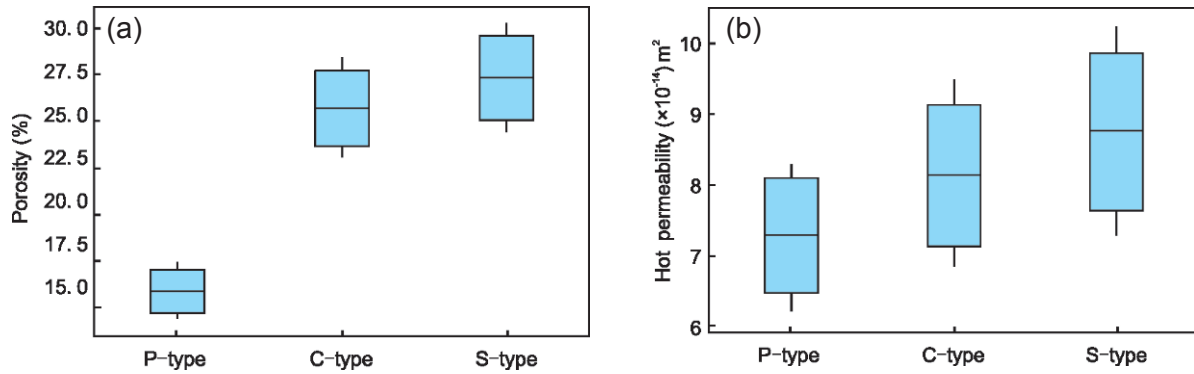 (a)
Porosity (%)
30.0
27.5
25.0
22.5
20.0
17.5
15.0
P-type
C-type
S-type
(b)
Hot permeability (×10⁻¹⁴) m²
10
9
8
7
6
P-type
C-type
S-type